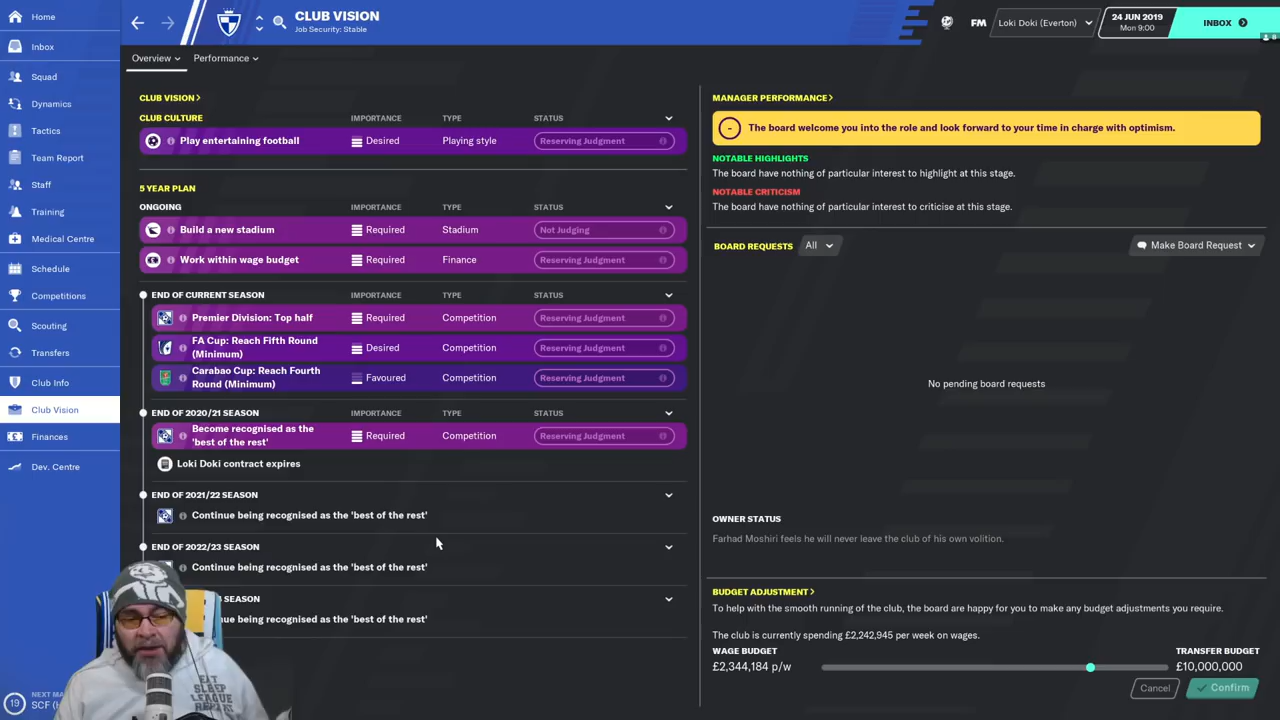 Home
Inbox
Squad
Dynamics
Tactics
Team Report
Staff
Training
Medical Centre
Schedule
Competitions
Scouting
Transfers
Club Info
Club Vision
Finances
Dev. Centre
19
SCF (
CLUB VISION
Job Security: Stable
FM
Loki Doki (Everton)
24 JUN 2019
Mon 9:00
INBOX
8
Overview
Performance
CLUB VISION>
CLUB CULTURE IMPORTANCE TYPE STATUS
Play entertaining football Desired Playing style Reserving Judgment
5 YEAR PLAN
ONGOING IMPORTANCE TYPE STATUS
Build a new stadium Required Stadium Not Judging
Work within wage budget Required Finance Reserving Judgment
END OF CURRENT SEASON IMPORTANCE TYPE STATUS
Premier Division: Top half Required Competition Reserving Judgment
FA Cup: Reach Fifth Round
(Minimum) Desired Competition Reserving Judgment
Carabao Cup: Reach Fourth
Round (Minimum) Favoured Competition Reserving Judgment
END OF 2020/21 SEASON IMPORTANCE TYPE STATUS
Become recognised as the
'best of the rest' Required Competition Reserving Judgment
Loki Doki contract expires
END OF 2021/22 SEASON
Continue being recognised as the 'best of the rest'
END OF 2022/23 SEASON
Continue being recognised as the 'best of the rest'
SEASON
being recognised as the 'best of the rest'
EAT
SLEEP
LEAGUE
MANAGER PERFORMANCE>
The board welcome you into the role and look forward to your time in charge with optimism.
NOTABLE HIGHLIGHTS
The board have nothing of particular interest to highlight at this stage.
NOTABLE CRITICISM
The board have nothing of particular interest to criticise at this stage.
BOARD REQUESTS All Make Board Request
No pending board requests
OWNER STATUS
Farhad Moshiri feels he will never leave the club of his own volition.
BUDGET ADJUSTMENT>
To help with the smooth running of the club, the board are happy for you to make any budget adjustments you require.
The club is currently spending £2,242,945 per week on wages.
WAGE BUDGET TRANSFER BUDGET
£2,344,184 p/w £10,000,000
Cancel Confirm